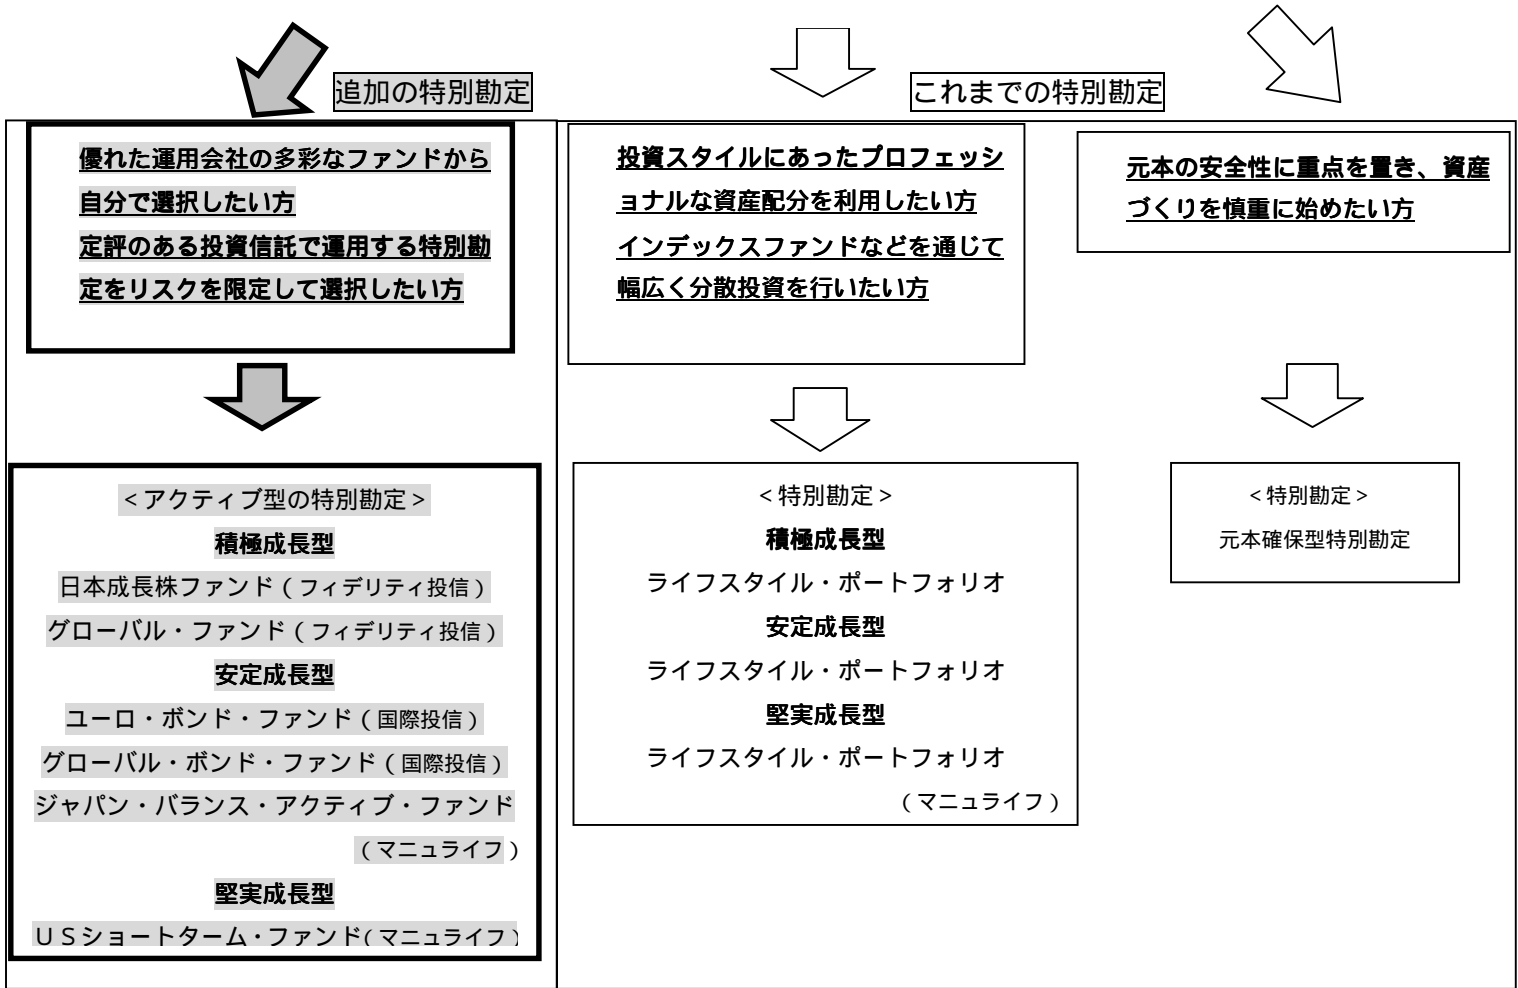 追加の特別勘定
これまでの特別勘定
優れた運用会社の多彩なファンドから
自分で選択したい方
定評のある投資信託で運用する特別勘
定をリスクを限定して選択したい方
投資スタイルにあったプロフェッシ
ョナルな資産配分を利用したい方
インデックスファンドなどを通じて
幅広く分散投資を行いたい方
元本の安全性に重点を置き、資産
づくりを慎重に始めたい方
<アクティブ型の特別勘定>
積極成長型
日本成長株ファンド(フィデリティ投信)
グローバル・ファンド(フィデリティ投信)
安定成長型
ユーロ・ボンド・ファンド(国際投信)
グローバル・ボンド・ファンド(国際投信)
ジャパン・バランス・アクティブ・ファンド
(マニュライフ)
堅実成長型
USショートターム・ファンド(マニュライフ)
<特別勘定>
積極成長型
ライフスタイル・ポートフォリオ
安定成長型
ライフスタイル・ポートフォリオ
堅実成長型
ライフスタイル・ポートフォリオ
(マニュライフ)
<特別勘定>
元本確保型特別勘定